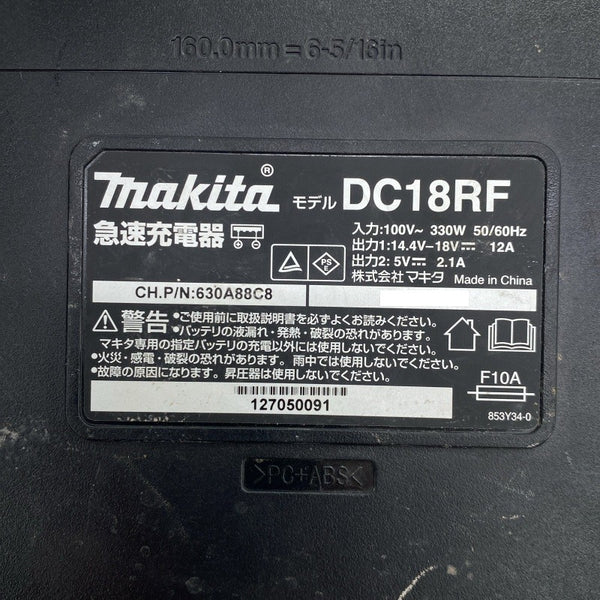 160.0mm=6-5/16in
makita® モデル DC18RF
急速充電器
入力:100V~ 330W 50/60Hz
出力1:14.4V-18V⎓ 12A
出力2: 5V⎓ 2.1A
株式会社マキタ Made in China
PSE
CH.P/N:630A88C8
⚠警告 •ご使用前に取扱説明書を必ずよくお読みください。
•バッテリの液漏れ・発熱・破裂の恐れがあります。
マキタ専用の指定バッテリの充電以外には使用しないでください。
•火災・感電・破裂の恐れあり。雨中では使用しないでください。
•故障の原因になります。昇圧器は使用しないでください。
F10A
127050091
853Y34-0
>PC+ABS<